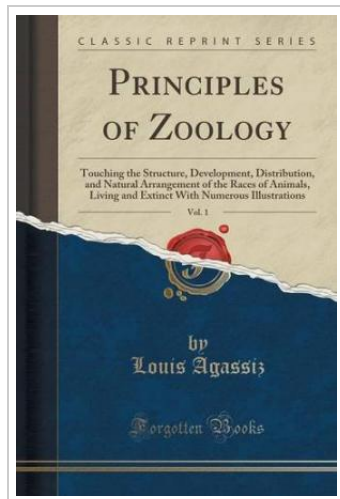 CLASSIC REPRINT SERIES
PRINCIPLES
OF ZOOLOGY
Touching the Structure, Development, Distribution,
and Natural Arrangement of the Races of Animals,
Living and Extinct With Numerous Illustrations
Vol. 1
by
Louis Agassiz
Forgotten Books